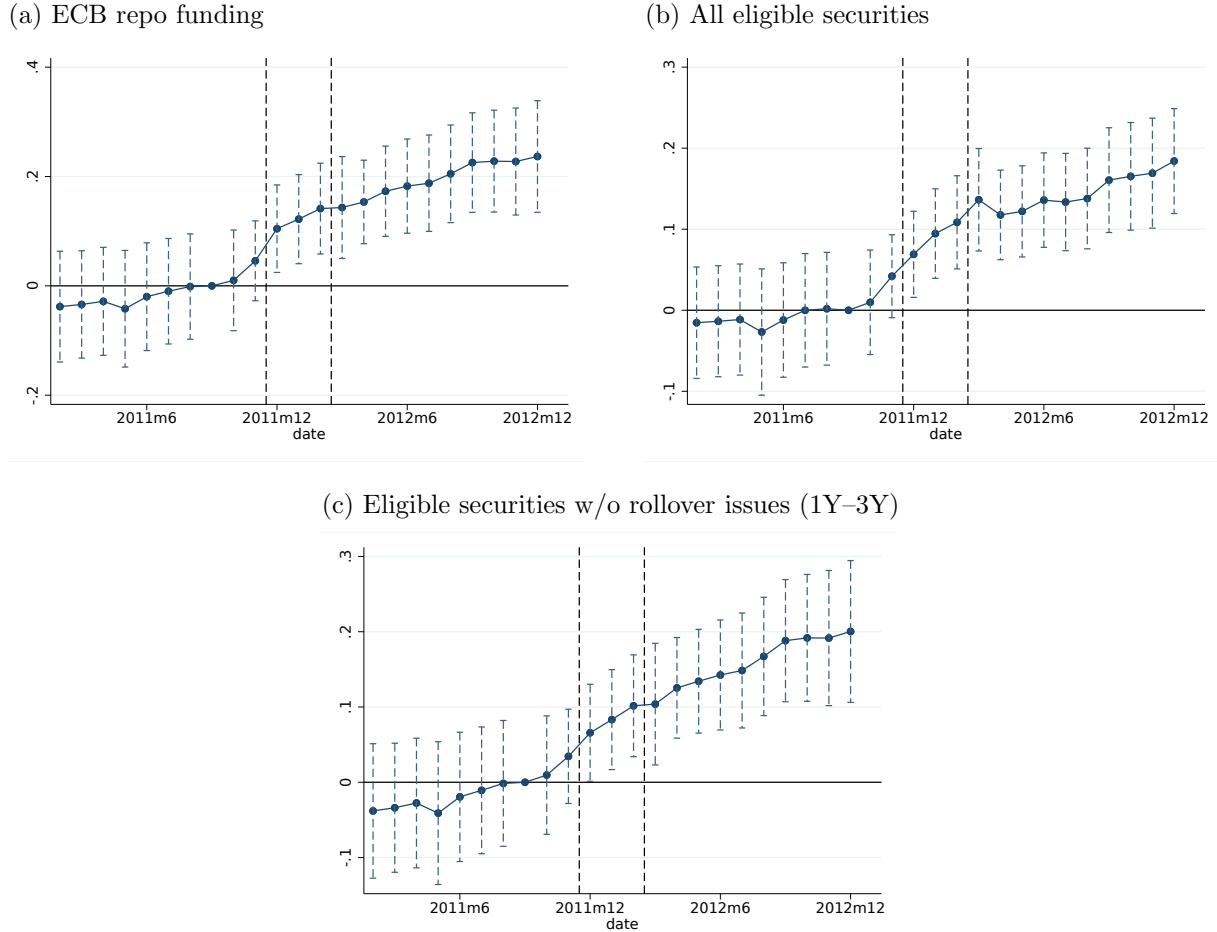 (a) ECB repo funding
.4
.2
0
-.2
2011m6 2011m12 2012m6 2012m12
date
(b) All eligible securities
.3
.2
.1
0
-.1
2011m6 2011m12 2012m6 2012m12
date
(c) Eligible securities w/o rollover issues (1Y–3Y)
.3
.2
.1
0
-.1
2011m6 2011m12 2012m6 2012m12
date